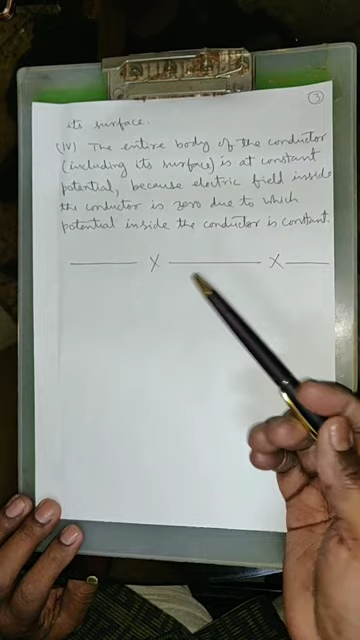 ③
its surface.
(iv) The entire body of the conductor
(including its surface) is at constant
potential, because electric field inside
the conductor is zero due to which
potential inside the conductor is constant.
——— X ——— X ———